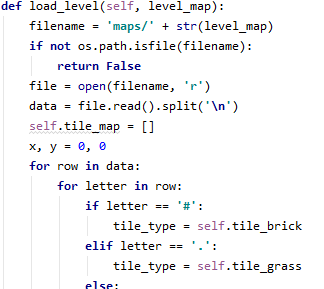 def load_level(self, level_map):
    filename = 'maps/' + str(level_map)
    if not os.path.isfile(filename):
        return False
    file = open(filename, 'r')
    data = file.read().split('\n')
    self.tile_map = []
    x, y = 0, 0
    for row in data:
        for letter in row:
            if letter == '#':
                tile_type = self.tile_brick
            elif letter == '.':
                tile_type = self.tile_grass
            else: